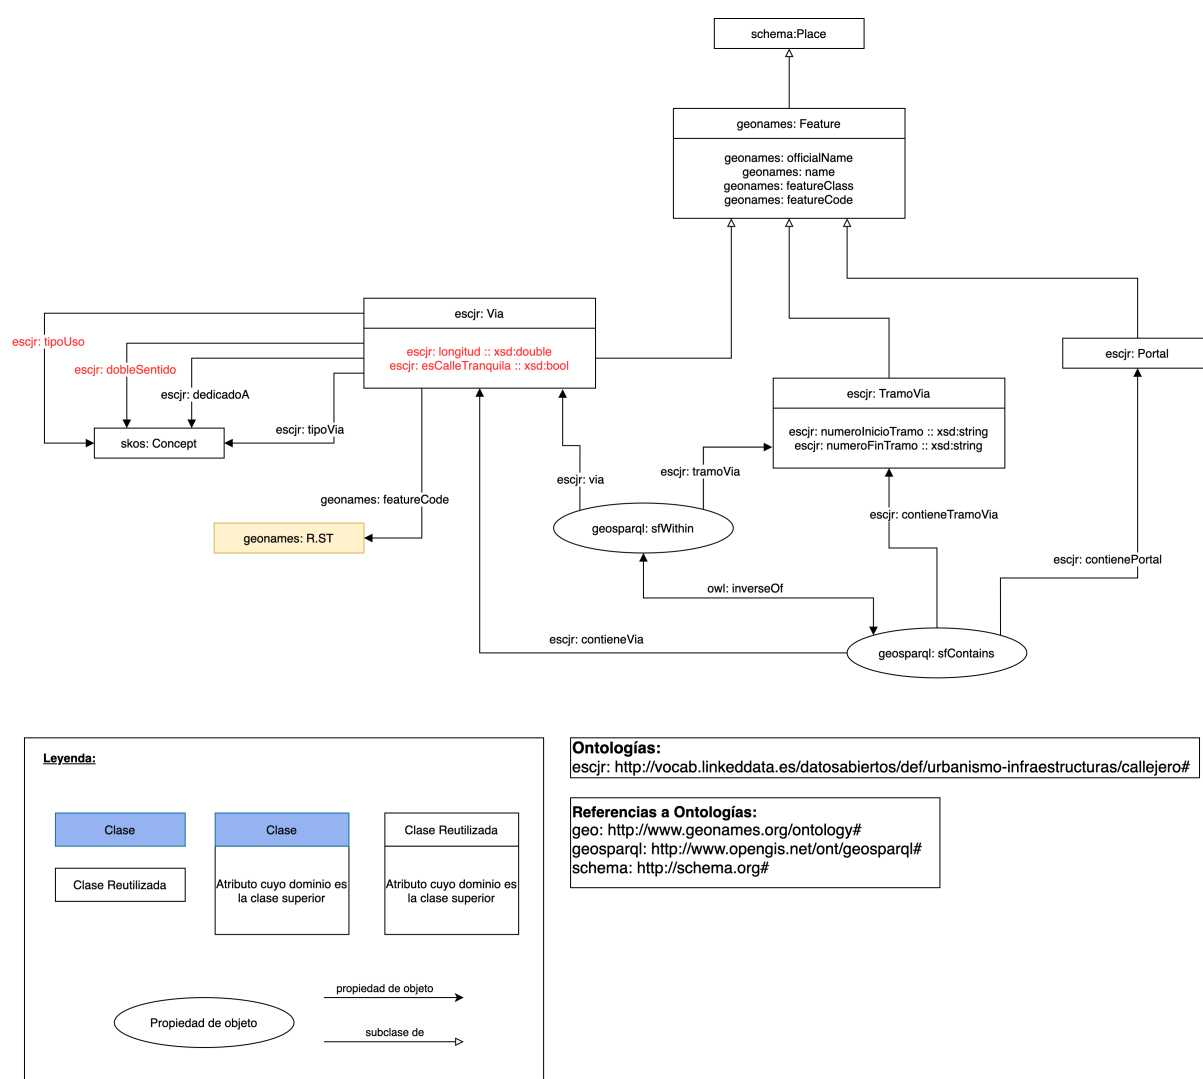 schema:Place
geonames: Feature
geonames: officialName
geonames: name
geonames: featureClass
geonames: featureCode
escjr: Via
escjr: longitud :: xsd:double
escjr: esCalleTranquila :: xsd:bool
escjr: tipoUso
escjr: dobleSentido
escjr: dedicadoA
escjr: tipoVia
skos: Concept
escjr: Portal
escjr: TramoVia
escjr: numeroInicioTramo :: xsd:string
escjr: numeroFinTramo :: xsd:string
escjr: tramoVia
escjr: via
geonames: featureCode
geonames: R.ST
geosparql: sfWithin
escjr: contieneTramoVia
escjr: contienePortal
owl: inverseOf
escjr: contieneVia
geosparql: sfContains
Leyenda:
Clase
Clase
Clase Reutilizada
Clase Reutilizada
Atributo cuyo dominio es
la clase superior
Atributo cuyo dominio es
la clase superior
Propiedad de objeto
propiedad de objeto
subclase de
Ontologías:
escjr: http://vocab.linkeddata.es/datosabiertos/def/urbanismo-infraestructuras/callejero#
Referencias a Ontologías:
geo: http://www.geonames.org/ontology#
geosparql: http://www.opengis.net/ont/geosparql#
schema: http://schema.org#